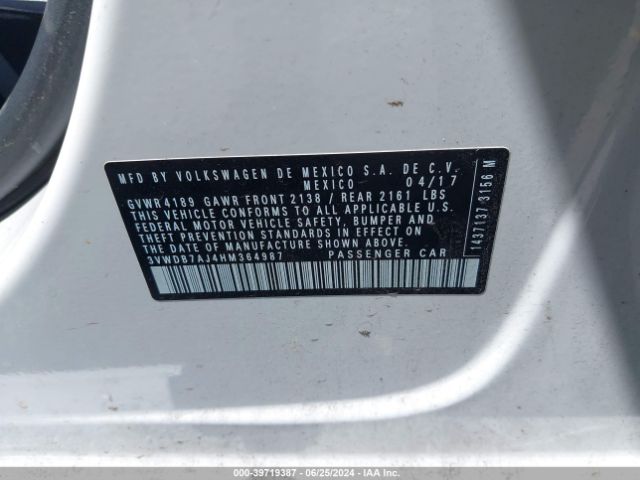 MFD BY VOLKSWAGEN DE MEXICO S.A. DE C.V.
MEXICO 04/17
GVWR 4189 GAWR FRONT 2138 / REAR 2161 LBS
THIS VEHICLE CONFORMS TO ALL APPLICABLE U.S.
FEDERAL MOTOR VEHICLE SAFETY, BUMPER AND
THEFT PREVENTION STANDARDS IN EFFECT ON
THE DATE OF MANUFACTURE SHOWN ABOVE.
3VWDB7AJ4HM364987 PASSENGER CAR
1437137 3156 M
000-39719387 - 06/25/2024 - IAA Inc.